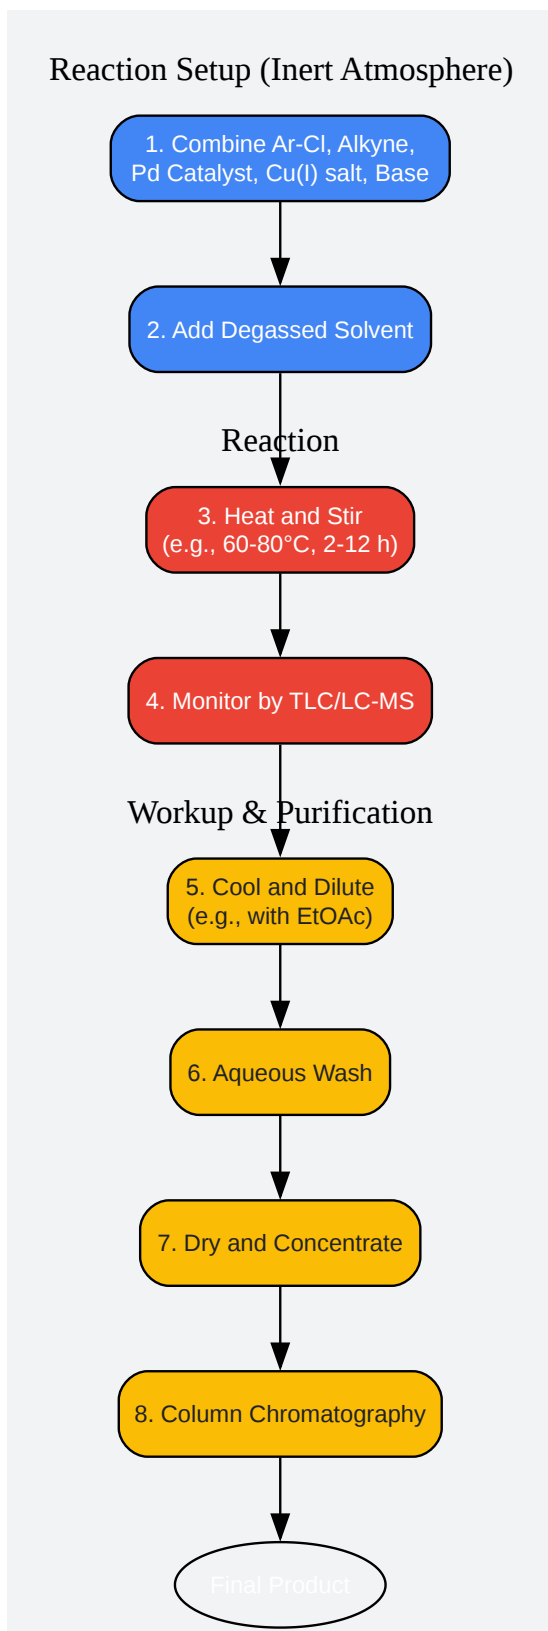 Reaction Setup (Inert Atmosphere)
1. Combine Ar-Cl, Alkyne,
Pd Catalyst, Cu(I) salt, Base
2. Add Degassed Solvent
Reaction
3. Heat and Stir
(e.g., 60-80°C, 2-12 h)
4. Monitor by TLC/LC-MS
Workup & Purification
5. Cool and Dilute
(e.g., with EtOAc)
6. Aqueous Wash
7. Dry and Concentrate
8. Column Chromatography
Final Product